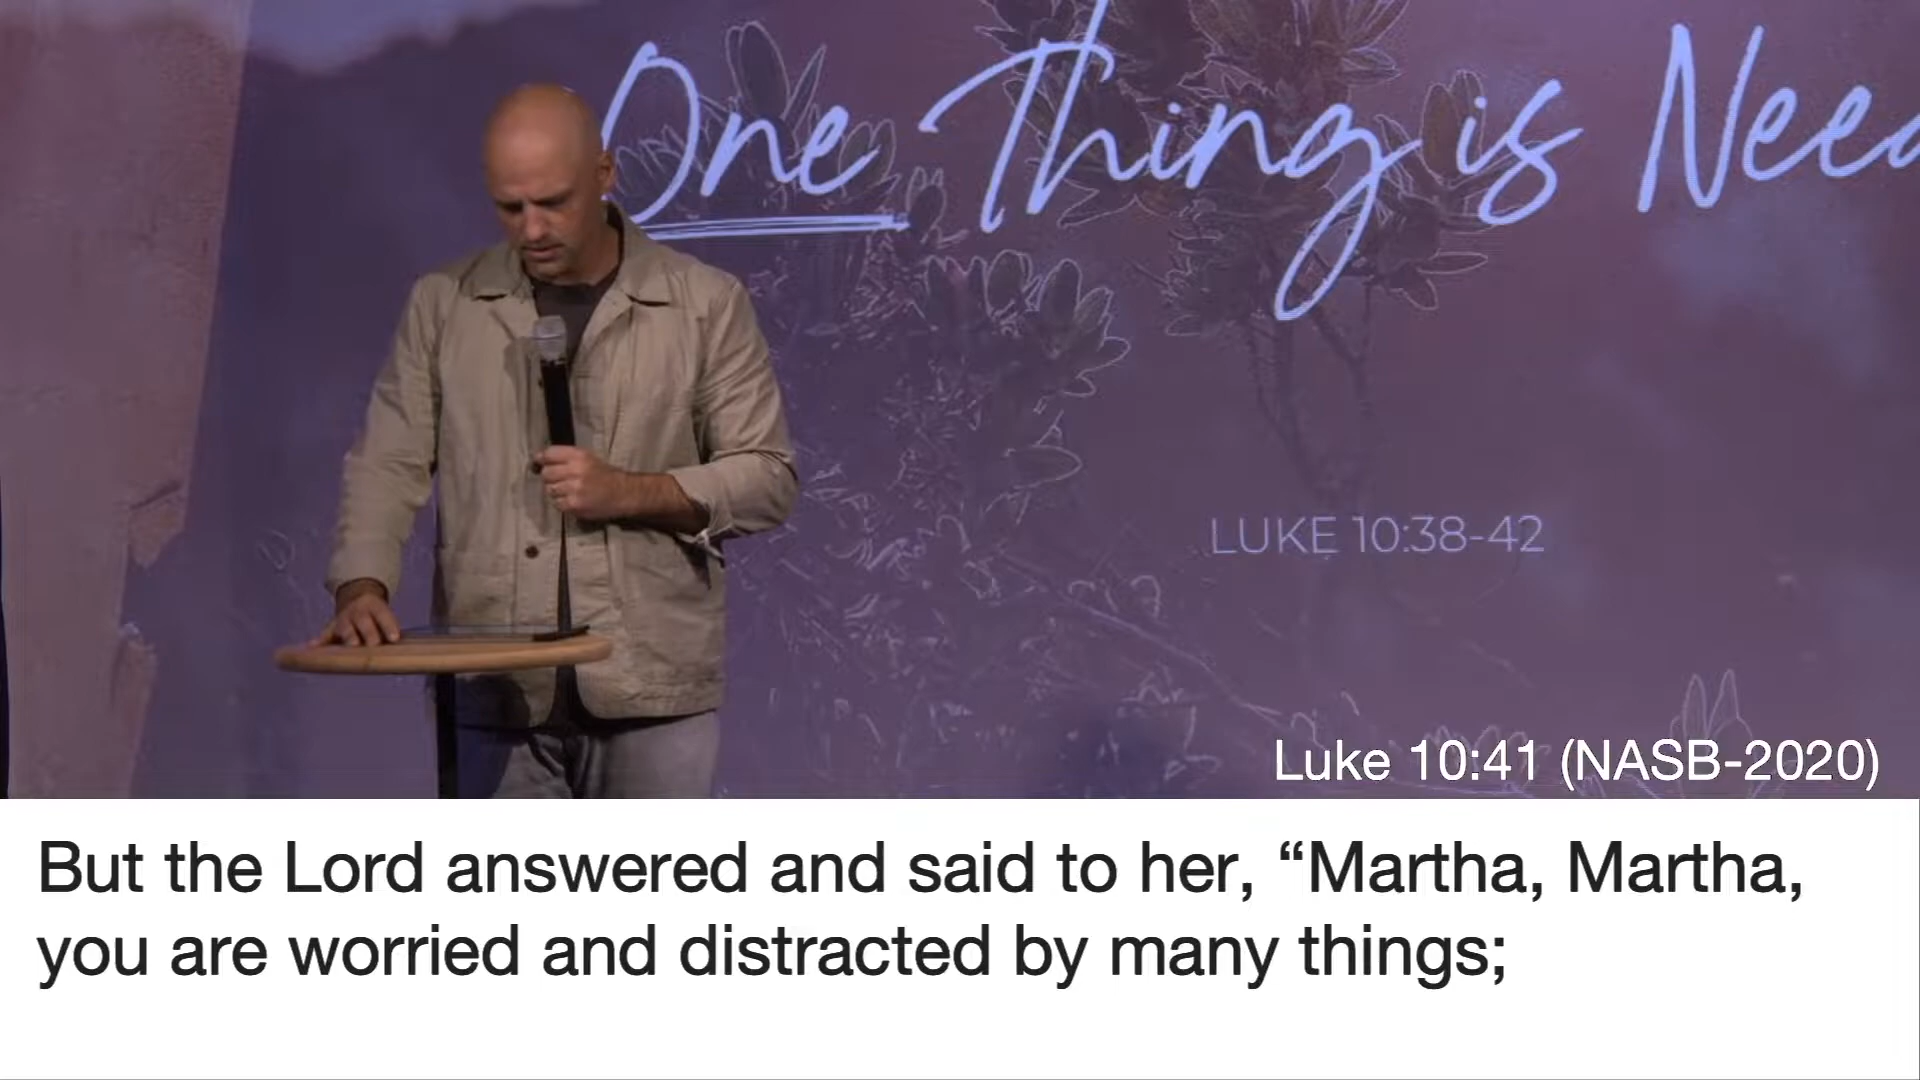 One Thing is Need
LUKE 10:38-42
Luke 10:41 (NASB-2020)
But the Lord answered and said to her, “Martha, Martha,
you are worried and distracted by many things;